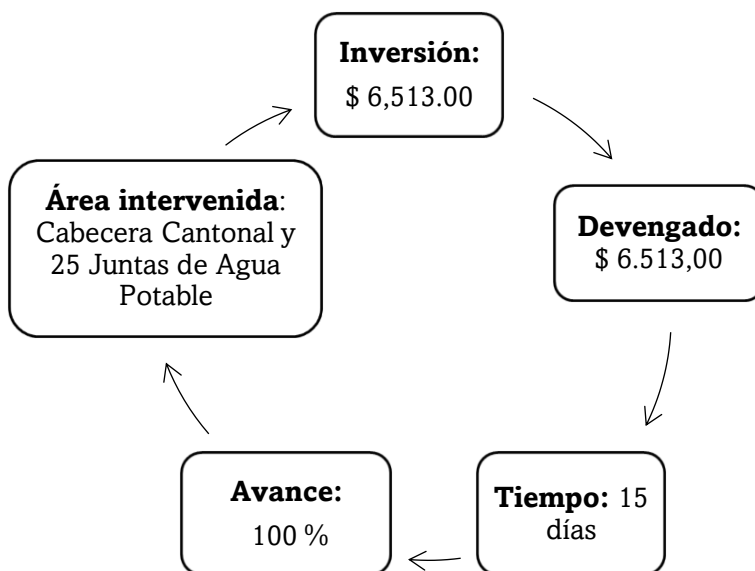 Inversión:
$ 6,513.00
Devengado:
$ 6.513,00
Tiempo: 15
días
Avance:
100 %
Área intervenida:
Cabecera Cantonal y
25 Juntas de Agua
Potable